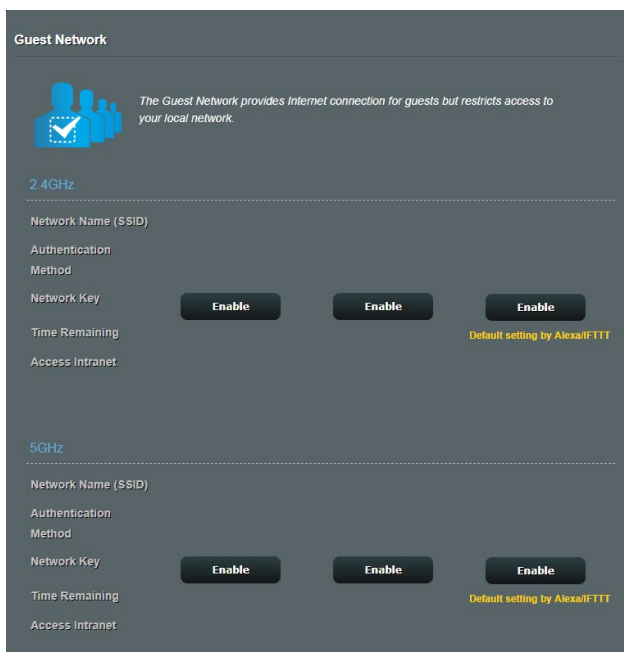 Guest Network
The Guest Network provides Internet connection for guests but restricts access to
your local network.
2.4GHz
Network Name (SSID)
Authentication
Method
Network Key
Enable Enable Enable
Time Remaining
Default setting by Alexa/IFTTT
Access Intranet
5GHz
Network Name (SSID)
Authentication
Method
Network Key
Enable Enable Enable
Time Remaining
Default setting by Alexa/IFTTT
Access Intranet